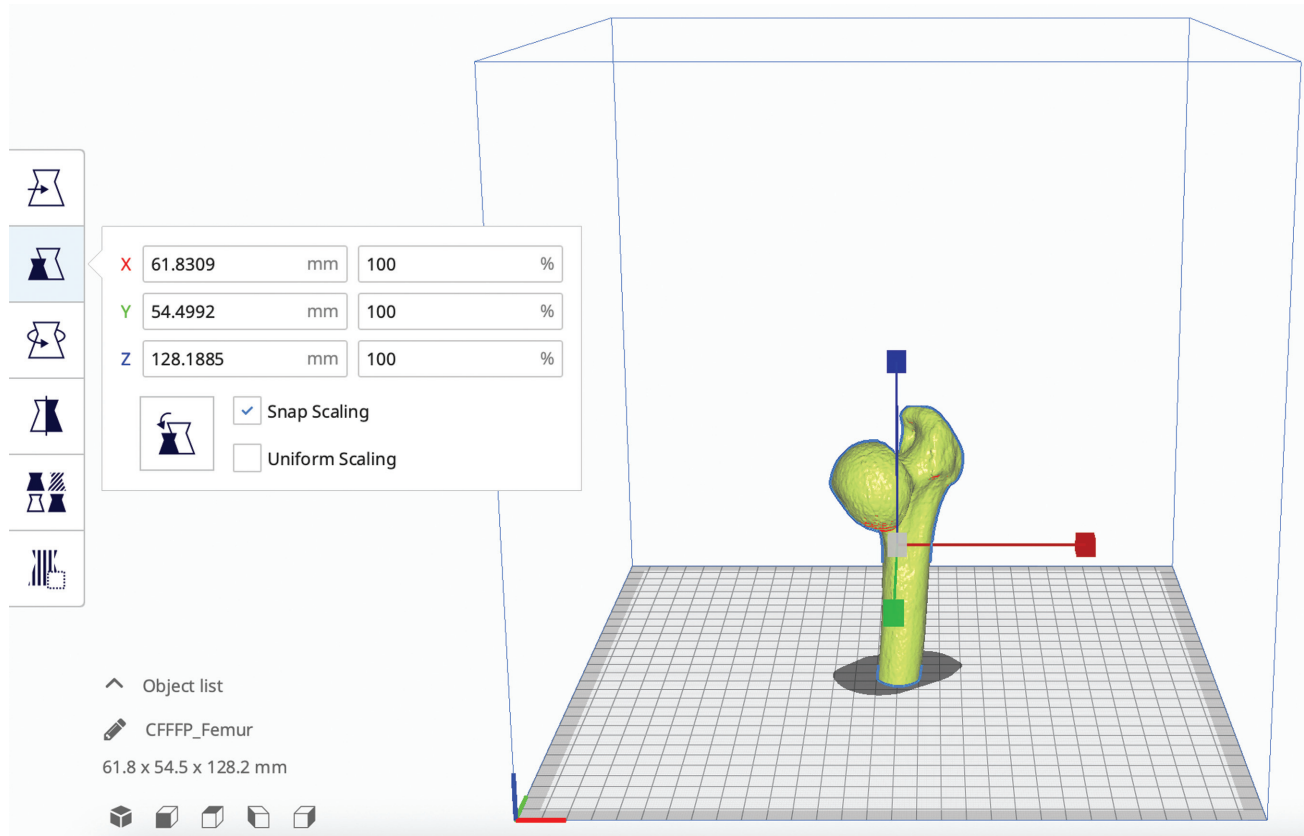 X 61.8309 mm 100 %
Y 54.4992 mm 100 %
Z 128.1885 mm 100 %
Snap Scaling
Uniform Scaling
Object list
CFFFP_Femur
61.8 x 54.5 x 128.2 mm